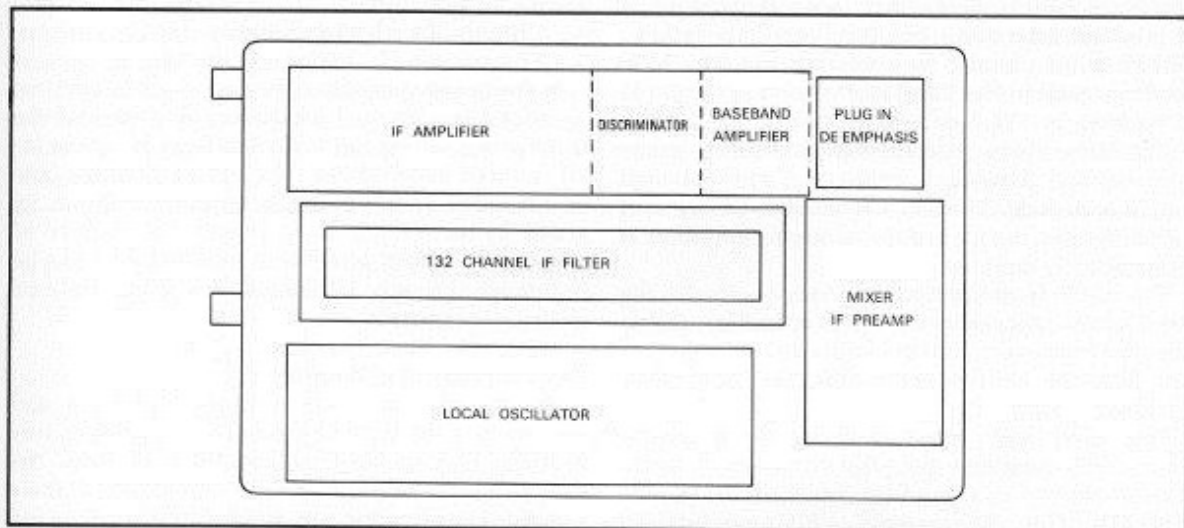 IF AMPLIFIER
DISCRIMINATOR
BASEBAND
AMPLIFIER
PLUG IN
DE EMPHASIS
132 CHANNEL IF FILTER
MIXER
IF PREAMP
LOCAL OSCILLATOR